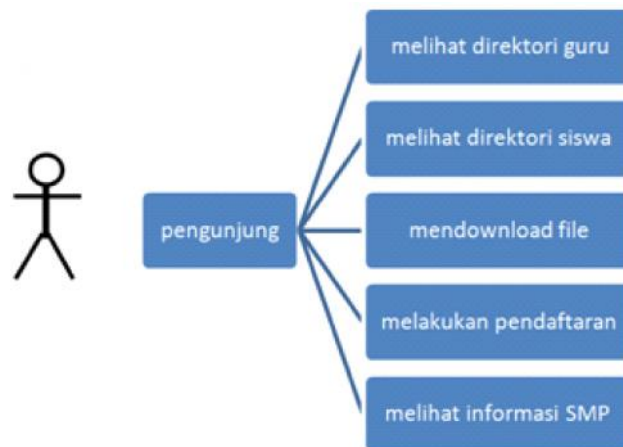 melihat direktori guru
melihat direktori siswa
pengunjung
mendownload file
melakukan pendaftaran
melihat informasi SMP